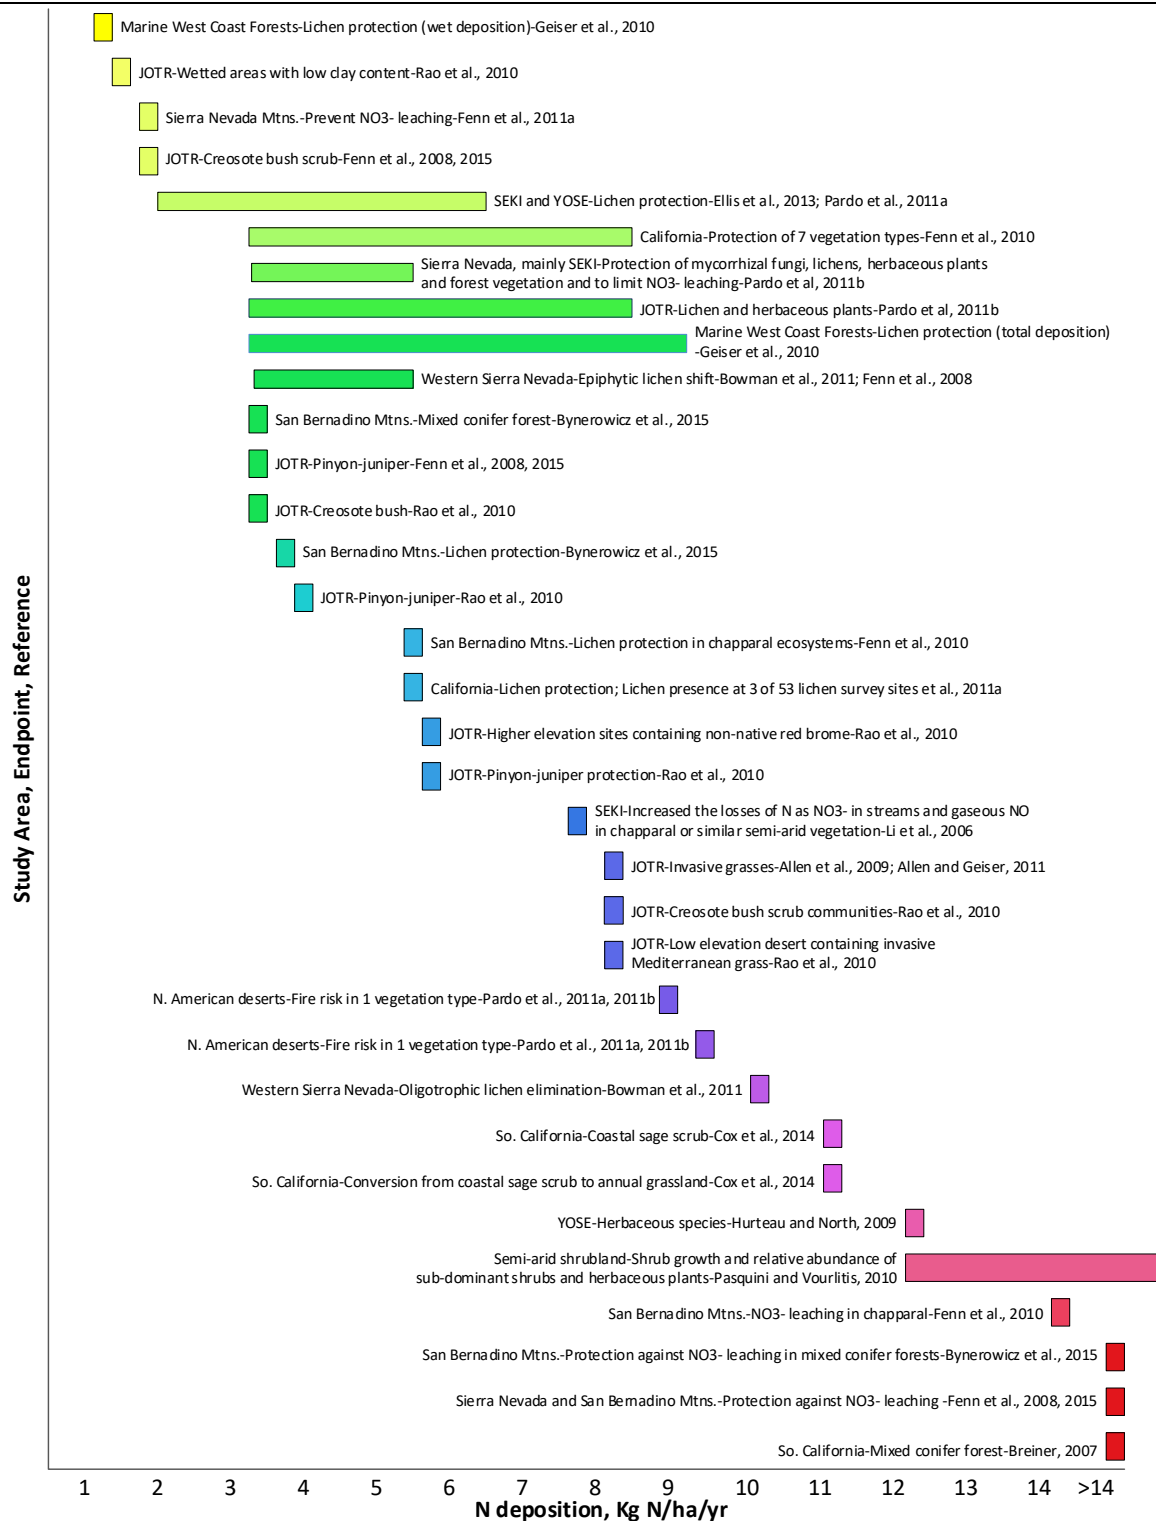 Marine West Coast Forests-Lichen protection (wet deposition)-Geiser et al., 2010
JOTR-Wetted areas with low clay content-Rao et al., 2010
Sierra Nevada Mtns.-Prevent NO3- leaching-Fenn et al., 2011a
JOTR-Creosote bush scrub-Fenn et al., 2008, 2015
SEKI and YOSE-Lichen protection-Ellis et al., 2013; Pardo et al., 2011a
California-Protection of 7 vegetation types-Fenn et al., 2010
Sierra Nevada, mainly SEKI-Protection of mycorrhizal fungi, lichens, herbaceous plants
and forest vegetation and to limit NO3- leaching-Pardo et al, 2011b
JOTR-Lichen and herbaceous plants-Pardo et al, 2011b
Marine West Coast Forests-Lichen protection (total deposition)
-Geiser et al., 2010
Western Sierra Nevada-Epiphytic lichen shift-Bowman et al., 2011; Fenn et al., 2008
San Bernadino Mtns.-Mixed conifer forest-Bynerowicz et al., 2015
JOTR-Pinyon-juniper-Fenn et al., 2008, 2015
JOTR-Creosote bush-Rao et al., 2010
San Bernadino Mtns.-Lichen protection-Bynerowicz et al., 2015
JOTR-Pinyon-juniper-Rao et al., 2010
San Bernadino Mtns.-Lichen protection in chapparal ecosystems-Fenn et al., 2010
California-Lichen protection; Lichen presence at 3 of 53 lichen survey sites et al., 2011a
JOTR-Higher elevation sites containing non-native red brome-Rao et al., 2010
JOTR-Pinyon-juniper protection-Rao et al., 2010
SEKI-Increased the losses of N as NO3- in streams and gaseous NO
in chapparal or similar semi-arid vegetation-Li et al., 2006
JOTR-Invasive grasses-Allen et al., 2009; Allen and Geiser, 2011
JOTR-Creosote bush scrub communities-Rao et al., 2010
JOTR-Low elevation desert containing invasive
Mediterranean grass-Rao et al., 2010
N. American deserts-Fire risk in 1 vegetation type-Pardo et al., 2011a, 2011b
N. American deserts-Fire risk in 1 vegetation type-Pardo et al., 2011a, 2011b
Western Sierra Nevada-Oligotrophic lichen elimination-Bowman et al., 2011
So. California-Coastal sage scrub-Cox et al., 2014
So. California-Conversion from coastal sage scrub to annual grassland-Cox et al., 2014
YOSE-Herbaceous species-Hurteau and North, 2009
Semi-arid shrubland-Shrub growth and relative abundance of
sub-dominant shrubs and herbaceous plants-Pasquini and Vourlitis, 2010
San Bernadino Mtns.-NO3- leaching in chapparal-Fenn et al., 2010
San Bernadino Mtns.-Protection against NO3- leaching in mixed conifer forests-Bynerowicz et al., 2015
Sierra Nevada and San Bernadino Mtns.-Protection against NO3- leaching -Fenn et al., 2008, 2015
So. California-Mixed conifer forest-Breiner, 2007
Study Area, Endpoint, Reference
1 2 3 4 5 6 7 8 9 10 11 12 13 14 >14
N deposition, Kg N/ha/yr